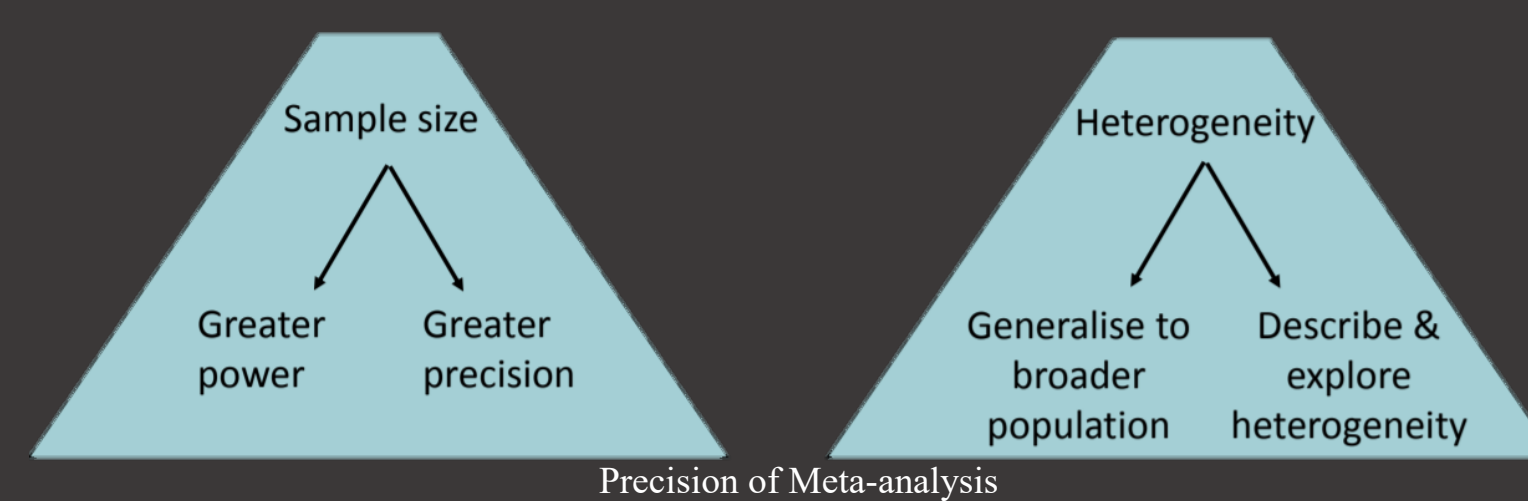 Sample size
Greater
power
Greater
precision
Heterogeneity
Generalise to
broader
population
Describe &
explore
heterogeneity
Precision of Meta-analysis